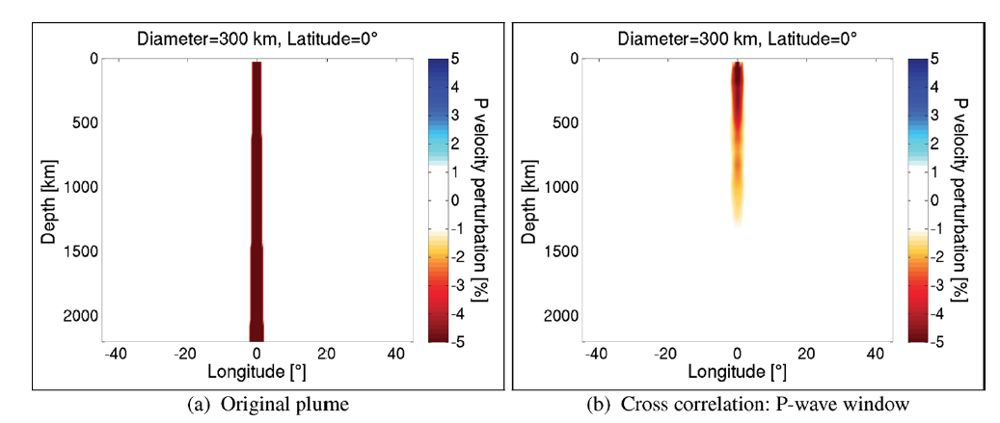 Diameter=300 km, Latitude=0°
0
500
1000
1500
2000
Depth [km]
-40 -20 0 20 40
Longitude [°]
5
4
3
2
1
0
-1
-2
-3
-4
-5
P velocity perturbation [%]
(a) Original plume
Diameter=300 km, Latitude=0°
0
500
1000
1500
2000
Depth [km]
-40 -20 0 20 40
Longitude [°]
5
4
3
2
1
0
-1
-2
-3
-4
-5
P velocity perturbation [%]
(b) Cross correlation: P-wave window